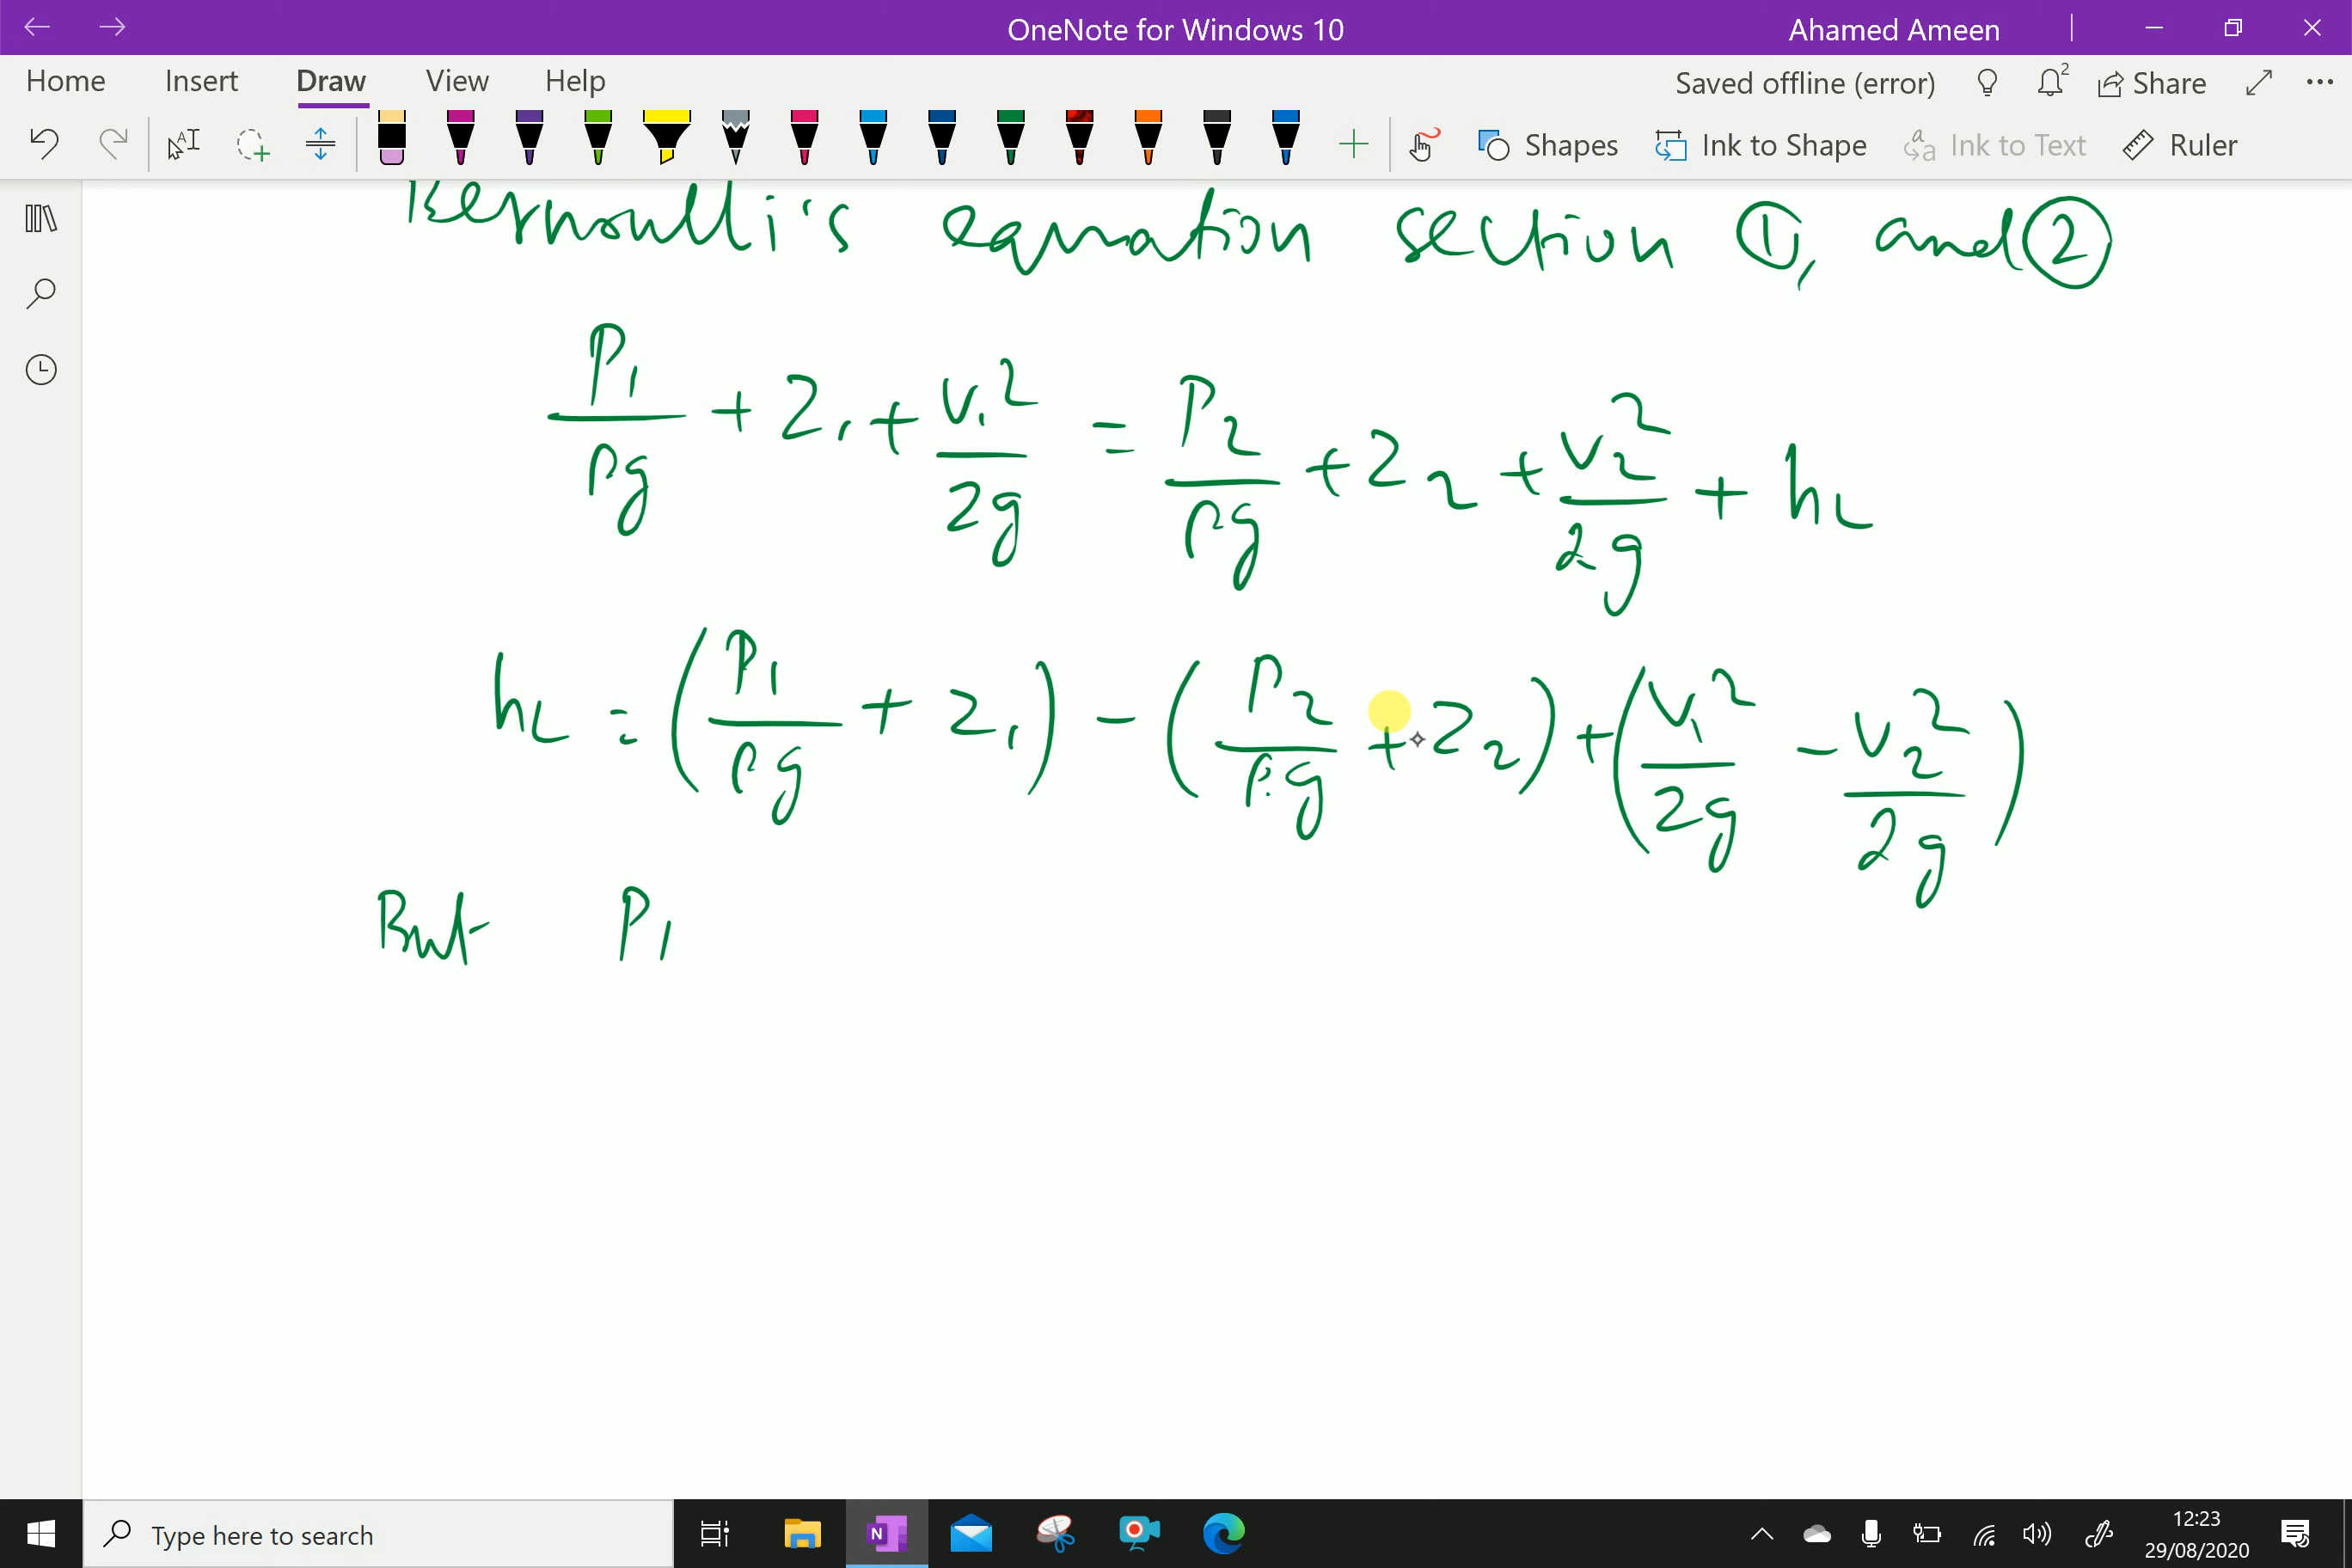 OneNote for Windows 10 Ahamed Ameen
Home Insert Draw View Help Saved offline (error) 2 Share
Shapes Ink to Shape Ink to Text Ruler
Bernoulli's equation section ①, and ②
P₁/ρg + Z₁ + V₁²/2g = P₂/ρg + Z₂ + V₂²/2g + hL
hL = (P₁/ρg + Z₁) - (P₂/ρg + Z₂) + (V₁²/2g - V₂²/2g)
But P₁
Type here to search
12:23
29/08/2020